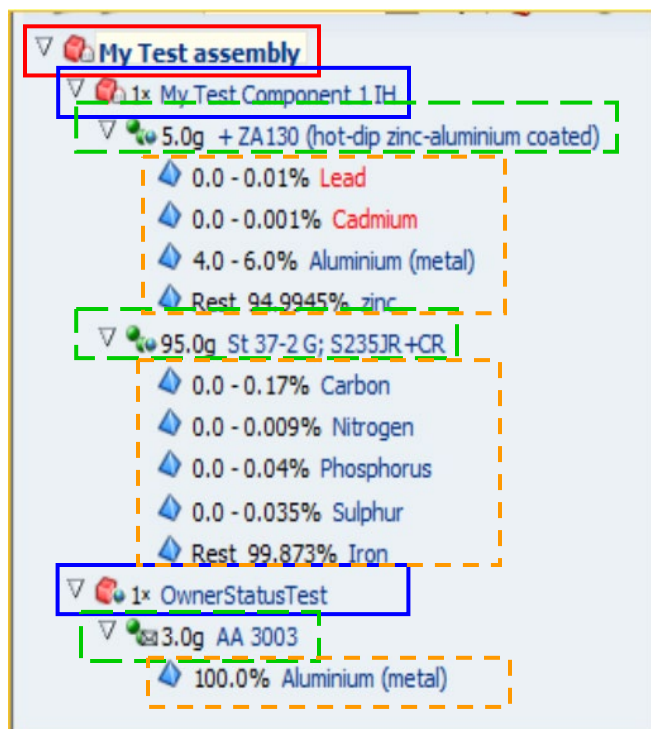 My Test assembly
1x My Test Component 1 IH
5.0g + ZA130 (hot-dip zinc-aluminium coated)
0.0 - 0.01% Lead
0.0 - 0.001% Cadmium
4.0 - 6.0% Aluminium (metal)
Rest 94.9945% zinc
95.0g St 37-2 G; S235JR+CR
0.0 - 0.17% Carbon
0.0 - 0.009% Nitrogen
0.0 - 0.04% Phosphorus
0.0 - 0.035% Sulphur
Rest 99.873% Iron
1x OwnerStatusTest
3.0g AA 3003
100.0% Aluminium (metal)